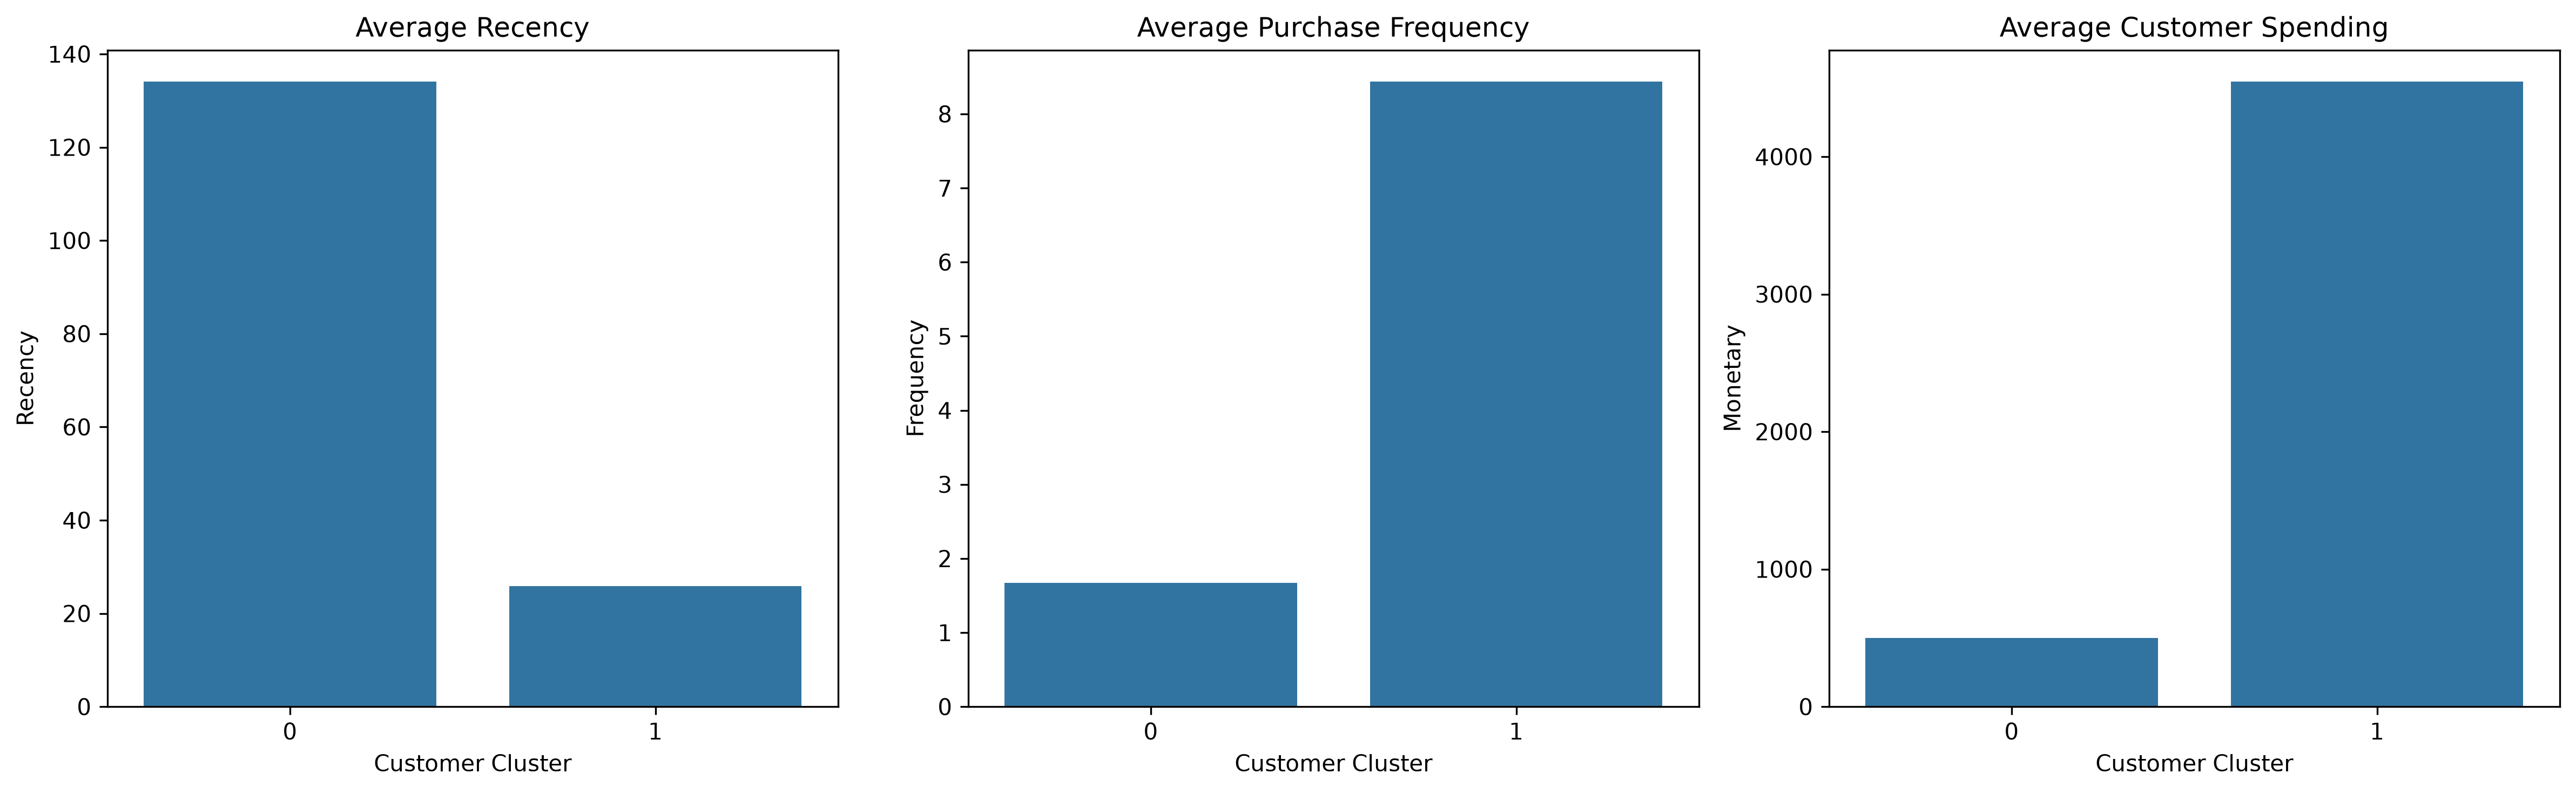 Average Recency
140
120
100
80
60
40
20
0
Recency
0 1
Customer Cluster
Average Purchase Frequency
8
7
6
5
4
3
2
1
0
Frequency
0 1
Customer Cluster
Average Customer Spending
4000
3000
2000
1000
0
Monetary
0 1
Customer Cluster